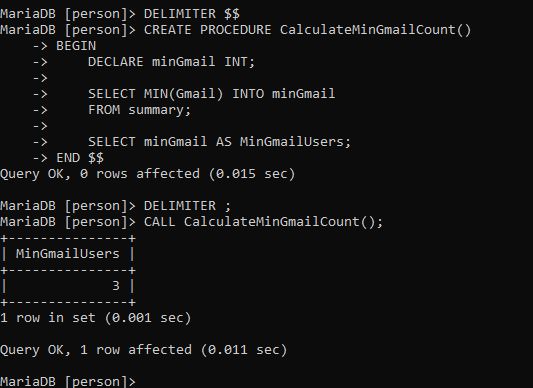 MariaDB [person]> DELIMITER $$
MariaDB [person]> CREATE PROCEDURE CalculateMinGmailCount()
    -> BEGIN
    ->     DECLARE minGmail INT;
    ->
    ->     SELECT MIN(Gmail) INTO minGmail
    ->     FROM summary;
    ->
    ->     SELECT minGmail AS MinGmailUsers;
    -> END $$
Query OK, 0 rows affected (0.015 sec)

MariaDB [person]> DELIMITER ;
MariaDB [person]> CALL CalculateMinGmailCount();
+---------------+
| MinGmailUsers |
+---------------+
|             3 |
+---------------+
1 row in set (0.001 sec)

Query OK, 1 row affected (0.011 sec)

MariaDB [person]>